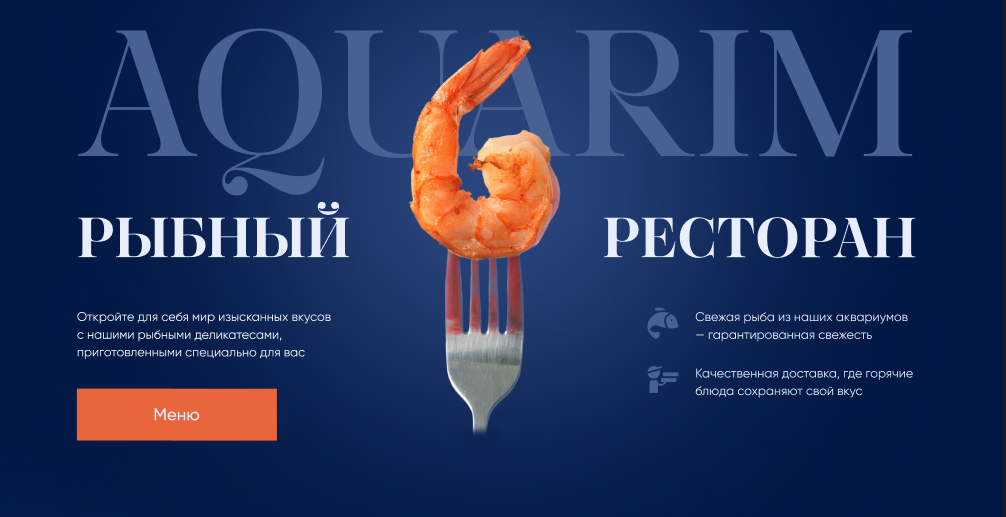 AQUARIM
РЫБНЫЙ
РЕСТОРАН
Откройте для себя мир изысканных вкусов
с нашими рыбными деликатесами,
приготовленными специально для вас
Меню
Свежая рыба из наших аквариумов
– гарантированная свежесть
Качественная доставка, где горячие
блюда сохраняют свой вкус